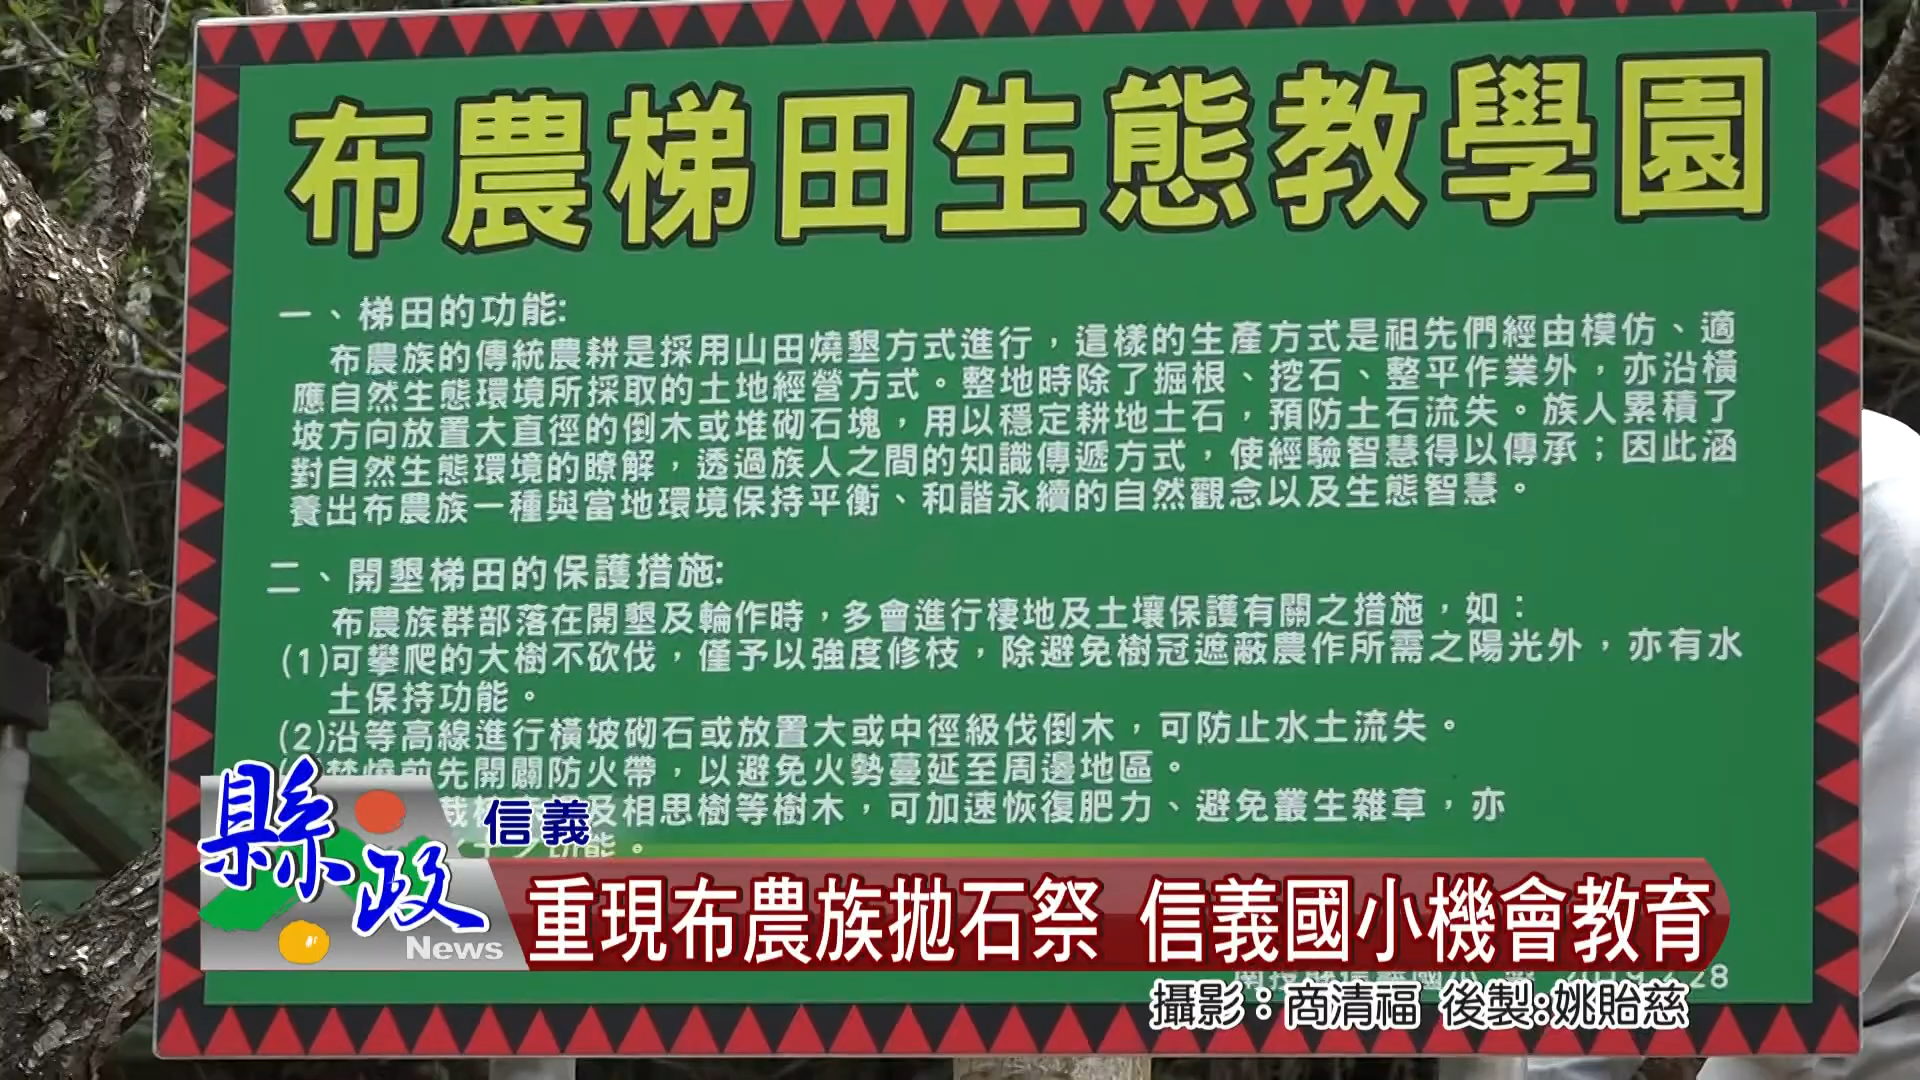 布農梯田生態教學園
一、梯田的功能:
布農族的傳統農耕是採用山田燒墾方式進行，這樣的生產方式是祖先們經由模仿、適
應自然生態環境所採取的土地經營方式。整地時除了掘根、挖石、整平作業外，亦沿橫
坡方向放置大直徑的倒木或堆砌石塊，用以穩定耕地土石，預防土石流失。族人累積了
對自然生態環境的瞭解，透過族人之間的知識傳遞方式，使經驗智慧得以傳承；因此涵
養出布農族一種與當地環境保持平衡、和諧永續的自然觀念以及生態智慧。
二、開墾梯田的保護措施:
布農族群部落在開墾及輪作時，多會進行棲地及土壤保護有關之措施，如：
(1)可攀爬的大樹不砍伐，僅予以強度修枝，除避免樹冠遮蔽農作所需之陽光外，亦有水
土保持功能。
(2)沿等高線進行橫坡砌石或放置大或中徑級伐倒木，可防止水土流失。
前先開闢防火帶，以避免火勢蔓延至周邊地區。
及相思樹等樹木，可加速恢復肥力、避免叢生雜草，亦
功能。
縣政
News
信義
重現布農族拋石祭 信義國小機會教育
28
攝影：商清福 後製:姚貽慈